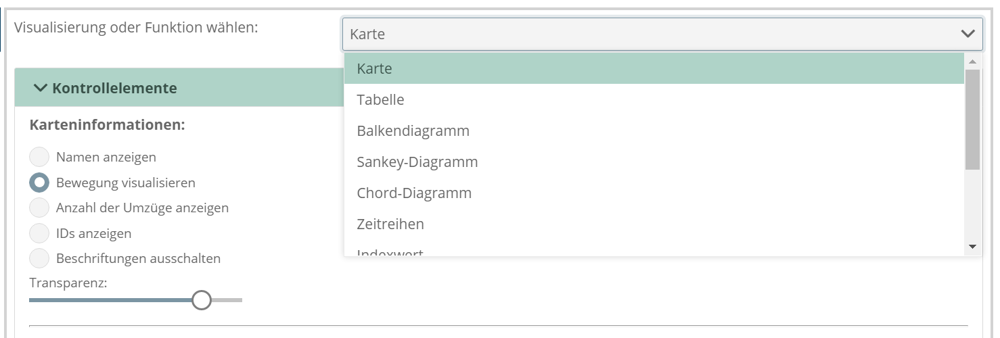 Visualisierung oder Funktion wählen:
Karte
Karte
Tabelle
Balkendiagramm
Sankey-Diagramm
Chord-Diagramm
Zeitreihen
Indexwert
Kontrollelemente
Karteninformationen:
Namen anzeigen
Bewegung visualisieren
Anzahl der Umzüge anzeigen
IDs anzeigen
Beschriftungen ausschalten
Transparenz: